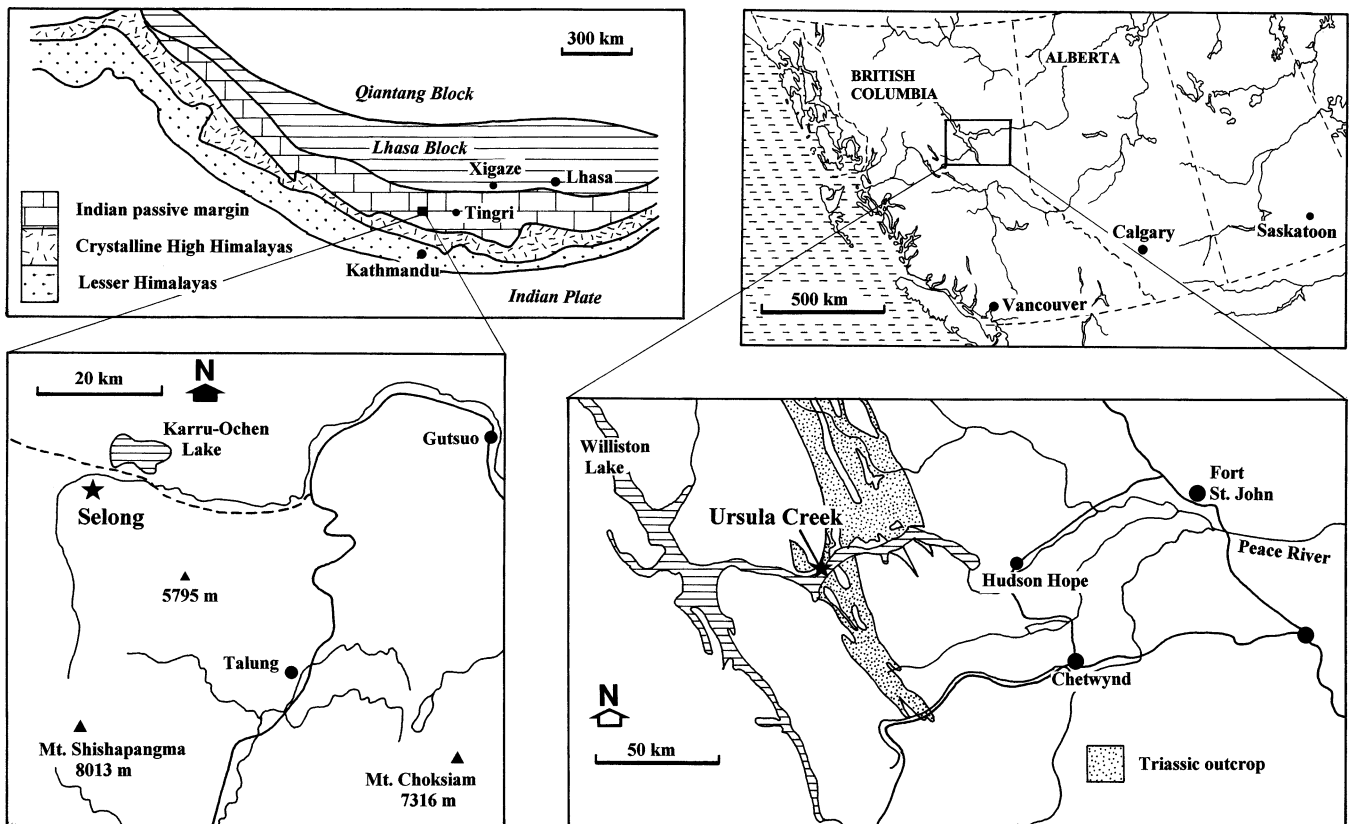 300 km
Qiantang Block
Lhasa Block
Xigaze
Lhasa
Tingri
Kathmandu
Indian Plate
Indian passive margin
Crystalline High Himalayas
Lesser Himalayas
BRITISH
COLUMBIA
ALBERTA
Calgary
Saskatoon
500 km
Vancouver
20 km
N
Karru-Ochen
Lake
Gutsuo
Selong
5795 m
Talung
Mt. Shishapangma
8013 m
Mt. Choksiam
7316 m
Williston
Lake
Ursula Creek
Fort
St. John
Peace River
Hudson Hope
Chetwynd
N
50 km
Triassic outcrop